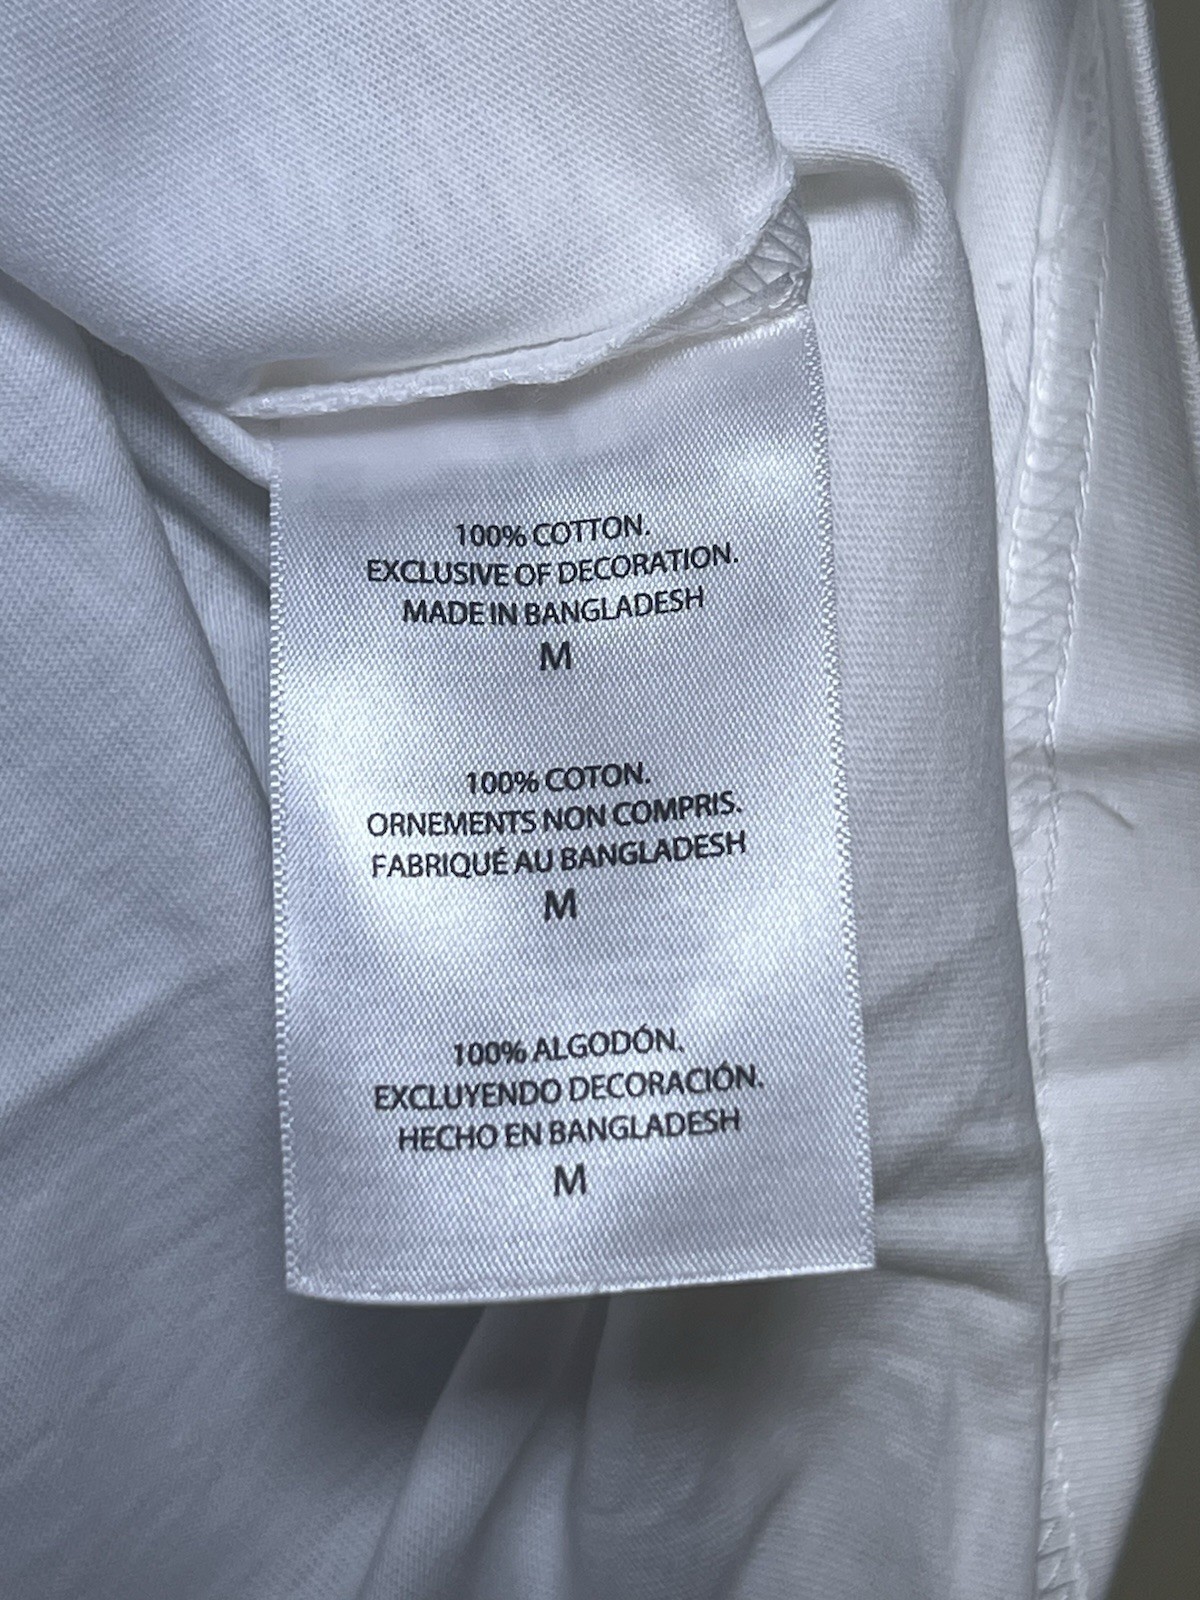 100% COTTON.
EXCLUSIVE OF DECORATION.
MADE IN BANGLADESH
M
100% COTON.
ORNEMENTS NON COMPRIS.
FABRIQUÉ AU BANGLADESH
M
100% ALGODÓN.
EXCLUYENDO DECORACIÓN.
HECHO EN BANGLADESH
M